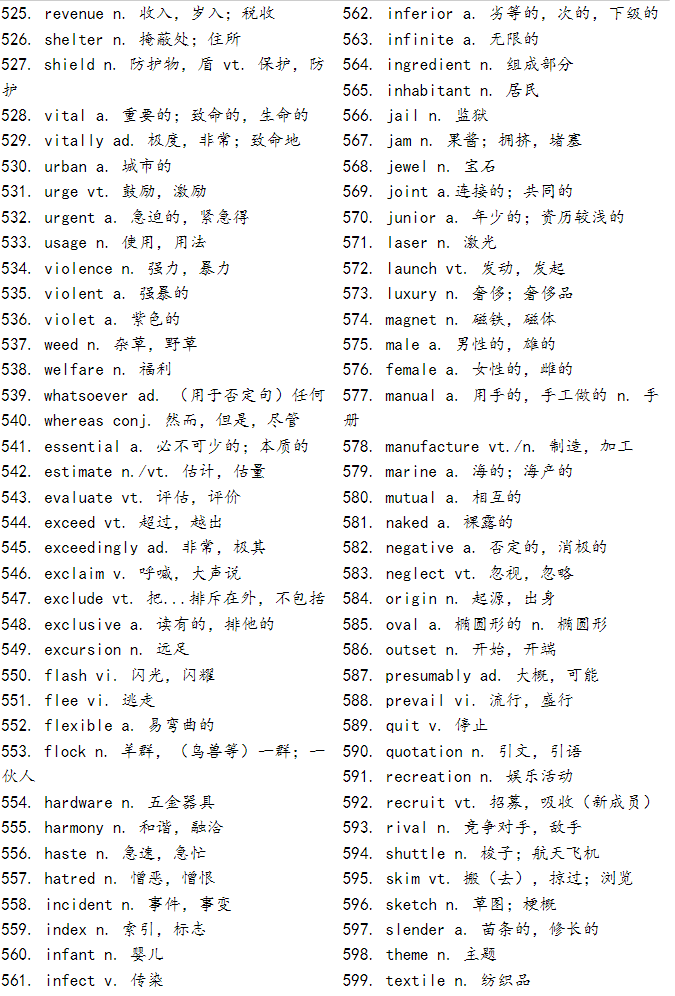 525. revenue n. 收入，岁入；税收
526. shelter n. 掩蔽处；住所
527. shield n. 防护物，盾 vt. 保护，防
护
528. vital a. 重要的；致命的，生命的
529. vitally ad. 极度，非常；致命地
530. urban a. 城市的
531. urge vt. 鼓励，激励
532. urgent a. 急迫的，紧急得
533. usage n. 使用，用法
534. violence n. 强力，暴力
535. violent a. 强暴的
536. violet a. 紫色的
537. weed n. 杂草，野草
538. welfare n. 福利
539. whatsoever ad. （用于否定句）任何
540. whereas conj. 然而，但是，尽管
541. essential a. 必不可少的；本质的
542. estimate n./vt. 估计，估量
543. evaluate vt. 评估，评价
544. exceed vt. 超过，越出
545. exceedingly ad. 非常，极其
546. exclaim v. 呼喊，大声说
547. exclude vt. 把...排斥在外，不包括
548. exclusive a. 读有的，排他的
549. excursion n. 远足
550. flash vi. 闪光，闪耀
551. flee vi. 逃走
552. flexible a. 易弯曲的
553. flock n. 羊群，（鸟兽等）一群；一
伙人
554. hardware n. 五金器具
555. harmony n. 和谐，融洽
556. haste n. 急速，急忙
557. hatred n. 憎恶，憎恨
558. incident n. 事件，事变
559. index n. 索引，标志
560. infant n. 婴儿
561. infect v. 传染
562. inferior a. 劣等的，次的，下级的
563. infinite a. 无限的
564. ingredient n. 组成部分
565. inhabitant n. 居民
566. jail n. 监狱
567. jam n. 果酱；拥挤，堵塞
568. jewel n. 宝石
569. joint a.连接的；共同的
570. junior a. 年少的；资历较浅的
571. laser n. 激光
572. launch vt. 发动，发起
573. luxury n. 奢侈；奢侈品
574. magnet n. 磁铁，磁体
575. male a. 男性的，雄的
576. female a. 女性的，雌的
577. manual a. 用手的，手工做的 n. 手
册
578. manufacture vt./n. 制造，加工
579. marine a. 海的；海产的
580. mutual a. 相互的
581. naked a. 裸露的
582. negative a. 否定的，消极的
583. neglect vt. 忽视，忽略
584. origin n. 起源，出身
585. oval a. 椭圆形的 n. 椭圆形
586. outset n. 开始，开端
587. presumably ad. 大概，可能
588. prevail vi. 流行，盛行
589. quit v. 停止
590. quotation n. 引文，引语
591. recreation n. 娱乐活动
592. recruit vt. 招募，吸收（新成员）
593. rival n. 竞争对手，敌手
594. shuttle n. 梭子；航天飞机
595. skim vt. 搬（去），掠过；浏览
596. sketch n. 草图；梗概
597. slender a. 苗条的，修长的
598. theme n. 主题
599. textile n. 纺织品